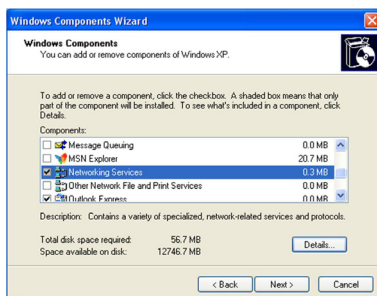 Windows Components Wizard
Windows Components
You can add or remove components of Windows XP.
To add or remove a component, click the checkbox. A shaded box means that only
part of the component will be installed. To see what's included in a component, click
Details.
Components:
Message Queuing 0.0 MB
MSN Explorer 20.7 MB
Networking Services 0.3 MB
Other Network File and Print Services 0.0 MB
Outlook Express 0.0 MB
Description: Contains a variety of specialized, network-related services and protocols.
Total disk space required: 56.7 MB
Space available on disk: 12746.7 MB
Details...
< Back Next > Cancel